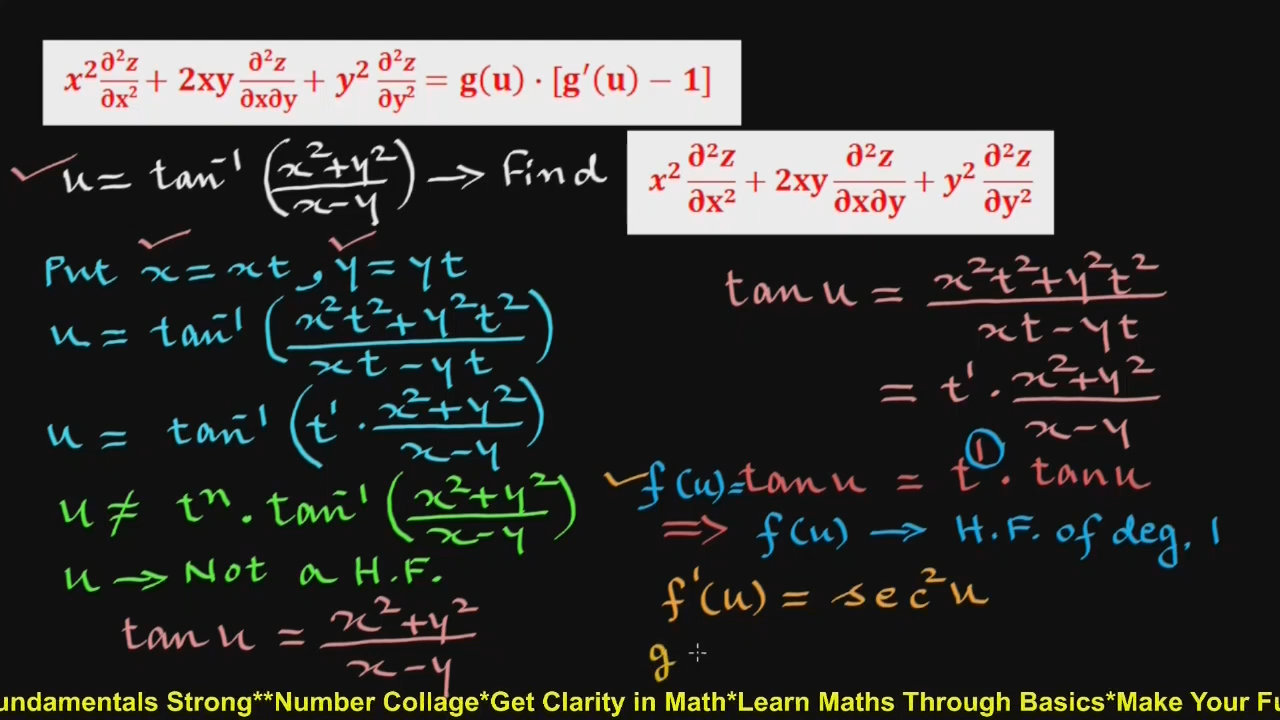 x²∂²z/∂x² + 2xy ∂²z/∂x∂y + y² ∂²z/∂y² = g(u) · [g′(u) − 1]
u = tan⁻¹ ((x²+y²)/(x−y)) → Find x² ∂²z/∂x² + 2xy ∂²z/∂x∂y + y² ∂²z/∂y²
Put x = xt, y = yt
u = tan⁻¹ ((x²t²+y²t²)/(xt−yt))
u = tan⁻¹ (t¹ · (x²+y²)/(x−y))
u ≠ tⁿ · tan⁻¹ ((x²+y²)/(x−y))
u → Not a H.F.
tan u = (x²+y²)/(x−y)
tan u = (x²t²+y²t²)/(xt−yt)
= t¹ · (x²+y²)/(x−y)
f(u)=tan u = t¹ · tan u
⇒ f(u) → H.F. of deg. 1
f′(u) = sec²u
g
undamentals Strong**Number Collage*Get Clarity in Math*Learn Maths Through Basics*Make Your Fu